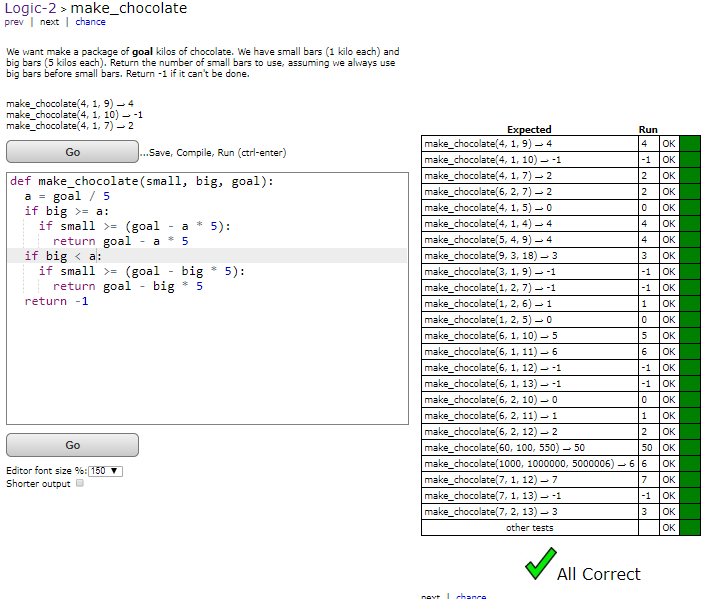 Logic-2 > make_chocolate
prev | next | chance
We want make a package of goal kilos of chocolate. We have small bars (1 kilo each) and
big bars (5 kilos each). Return the number of small bars to use, assuming we always use
big bars before small bars. Return -1 if it can't be done.
make_chocolate(4, 1, 9) → 4
make_chocolate(4, 1, 10) → -1
make_chocolate(4, 1, 7) → 2
Go ...Save, Compile, Run (ctrl-enter)
def make_chocolate(small, big, goal):
  a = goal / 5
  if big >= a:
    if small >= (goal - a * 5):
      return goal - a * 5
  if big < a:
    if small >= (goal - big * 5):
      return goal - big * 5
  return -1
Go
Editor font size %: 150 ▼
Shorter output
Expected Run
make_chocolate(4, 1, 9) → 4 4 OK
make_chocolate(4, 1, 10) → -1 -1 OK
make_chocolate(4, 1, 7) → 2 2 OK
make_chocolate(6, 2, 7) → 2 2 OK
make_chocolate(4, 1, 5) → 0 0 OK
make_chocolate(4, 1, 4) → 4 4 OK
make_chocolate(5, 4, 9) → 4 4 OK
make_chocolate(9, 3, 18) → 3 3 OK
make_chocolate(3, 1, 9) → -1 -1 OK
make_chocolate(1, 2, 7) → -1 -1 OK
make_chocolate(1, 2, 6) → 1 1 OK
make_chocolate(1, 2, 5) → 0 0 OK
make_chocolate(6, 1, 10) → 5 5 OK
make_chocolate(6, 1, 11) → 6 6 OK
make_chocolate(6, 1, 12) → -1 -1 OK
make_chocolate(6, 1, 13) → -1 -1 OK
make_chocolate(6, 2, 10) → 0 0 OK
make_chocolate(6, 2, 11) → 1 1 OK
make_chocolate(6, 2, 12) → 2 2 OK
make_chocolate(60, 100, 550) → 50 50 OK
make_chocolate(1000, 1000000, 5000006) → 6 6 OK
make_chocolate(7, 1, 12) → 7 7 OK
make_chocolate(7, 1, 13) → -1 -1 OK
make_chocolate(7, 2, 13) → 3 3 OK
other tests OK
All Correct
next | chance